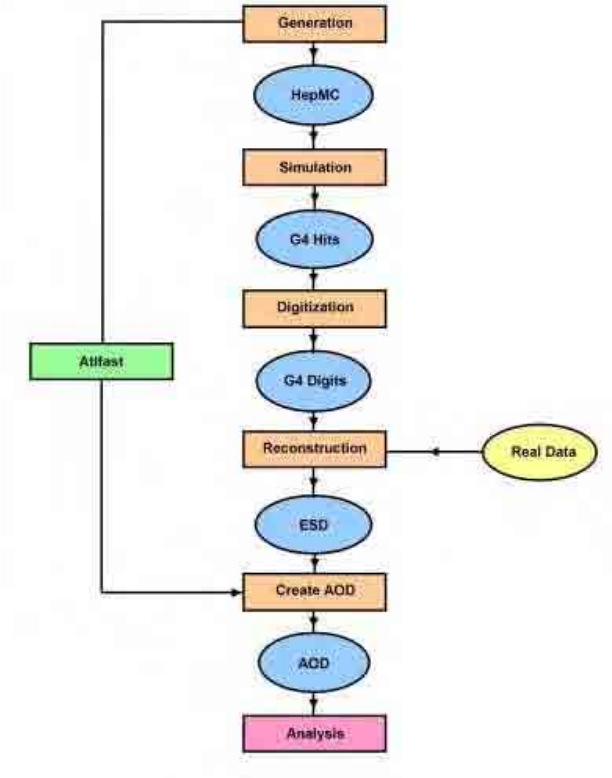 Generation
HepMC
Simulation
G4 Hits
Digitization
Atlfast
G4 Digits
Reconstruction
Real Data
ESD
Create AOD
AOD
Analysis